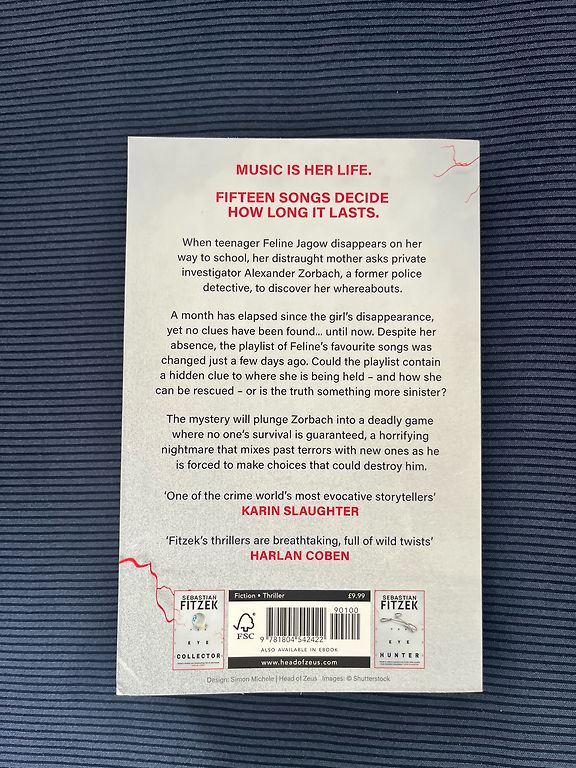 MUSIC IS HER LIFE.
FIFTEEN SONGS DECIDE
HOW LONG IT LASTS.
When teenager Feline Jagow disappears on her
way to school, her distraught mother asks private
investigator Alexander Zorbach, a former police
detective, to discover her whereabouts.
A month has elapsed since the girl's disappearance,
yet no clues have been found... until now. Despite her
absence, the playlist of Feline's favourite songs was
changed just a few days ago. Could the playlist contain
a hidden clue to where she is being held – and how she
can be rescued – or is the truth something more sinister?
The mystery will plunge Zorbach into a deadly game
where no one's survival is guaranteed, a horrifying
nightmare that mixes past terrors with new ones as he
is forced to make choices that could destroy him.
'One of the crime world's most evocative storytellers'
KARIN SLAUGHTER
'Fitzek's thrillers are breathtaking, full of wild twists'
HARLAN COBEN
SEBASTIAN
FITZEK
EYE
COLLECTOR
Fiction • Thriller £9.99
90100
FSC
9 781804 542422
ALSO AVAILABLE IN EBOOK
www.headofzeus.com
SEBASTIAN
FITZEK
EYE
HUNTER
Design: Simon Michele | Head of Zeus Images: © Shutterstock